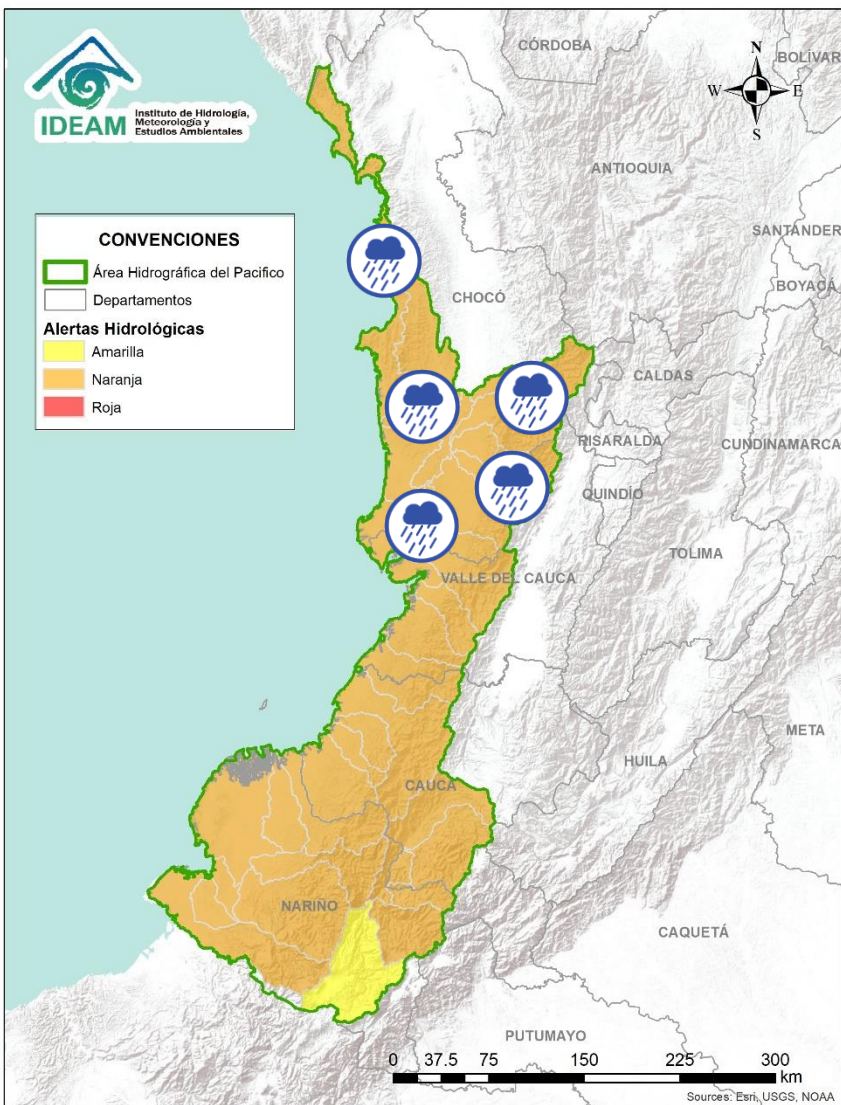 IDEAM
Instituto de Hidrología,
Meteorología y
Estudios Ambientales
N
W
E
S
CÓRDOBA
BOLÍVAR
ANTIOQUIA
SANTÁNDER
BOYACÁ
CHOCÓ
CALDAS
RISARALDA
CUNDINAMARCA
QUINDÍO
TOLIMA
VALLE DEL CAUCA
META
HUILA
CAUCA
NARIÑO
CAQUETÁ
PUTUMAYO
CONVENCIONES
Área Hidrográfica del Pacifico
Departamentos
Alertas Hidrológicas
Amarilla
Naranja
Roja
0 37.5 75 150 225 300
km
Sources: Esri, USGS, NOAA